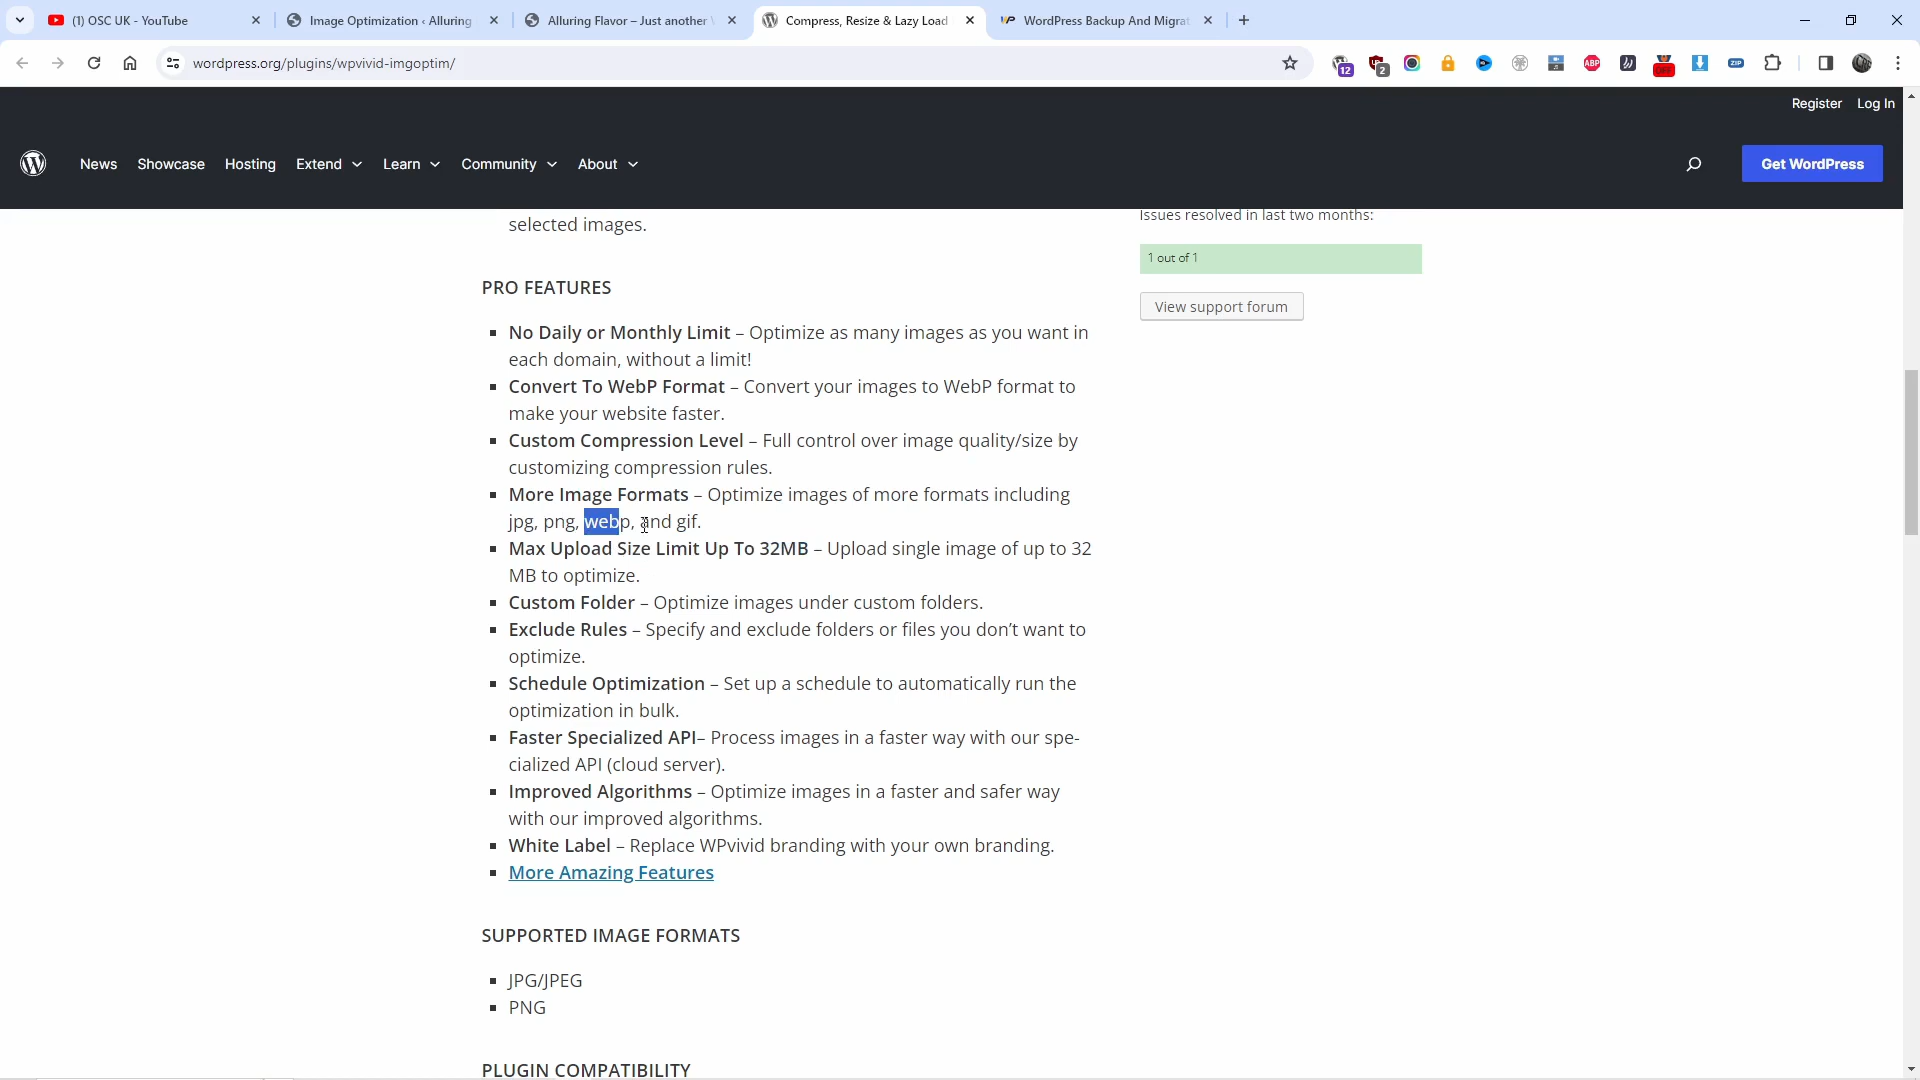 (1) OSC UK - YouTube
Image Optimization ‹ Alluring
Alluring Flavor – Just another
Compress, Resize & Lazy Load
WordPress Backup And Migrat
wordpress.org/plugins/wpvivid-imgoptim/
12
2
ABP
OFF
ZIP
Register Log In
News Showcase Hosting Extend Learn Community About
Get WordPress
selected images.
Issues resolved in last two months:
1 out of 1
View support forum
PRO FEATURES
No Daily or Monthly Limit – Optimize as many images as you want in
each domain, without a limit!
Convert To WebP Format – Convert your images to WebP format to
make your website faster.
Custom Compression Level – Full control over image quality/size by
customizing compression rules.
More Image Formats – Optimize images of more formats including
jpg, png, webp, and gif.
Max Upload Size Limit Up To 32MB – Upload single image of up to 32
MB to optimize.
Custom Folder – Optimize images under custom folders.
Exclude Rules – Specify and exclude folders or files you don’t want to
optimize.
Schedule Optimization – Set up a schedule to automatically run the
optimization in bulk.
Faster Specialized API– Process images in a faster way with our spe-
cialized API (cloud server).
Improved Algorithms – Optimize images in a faster and safer way
with our improved algorithms.
White Label – Replace WPvivid branding with your own branding.
More Amazing Features
SUPPORTED IMAGE FORMATS
JPG/JPEG
PNG
PLUGIN COMPATIBILITY